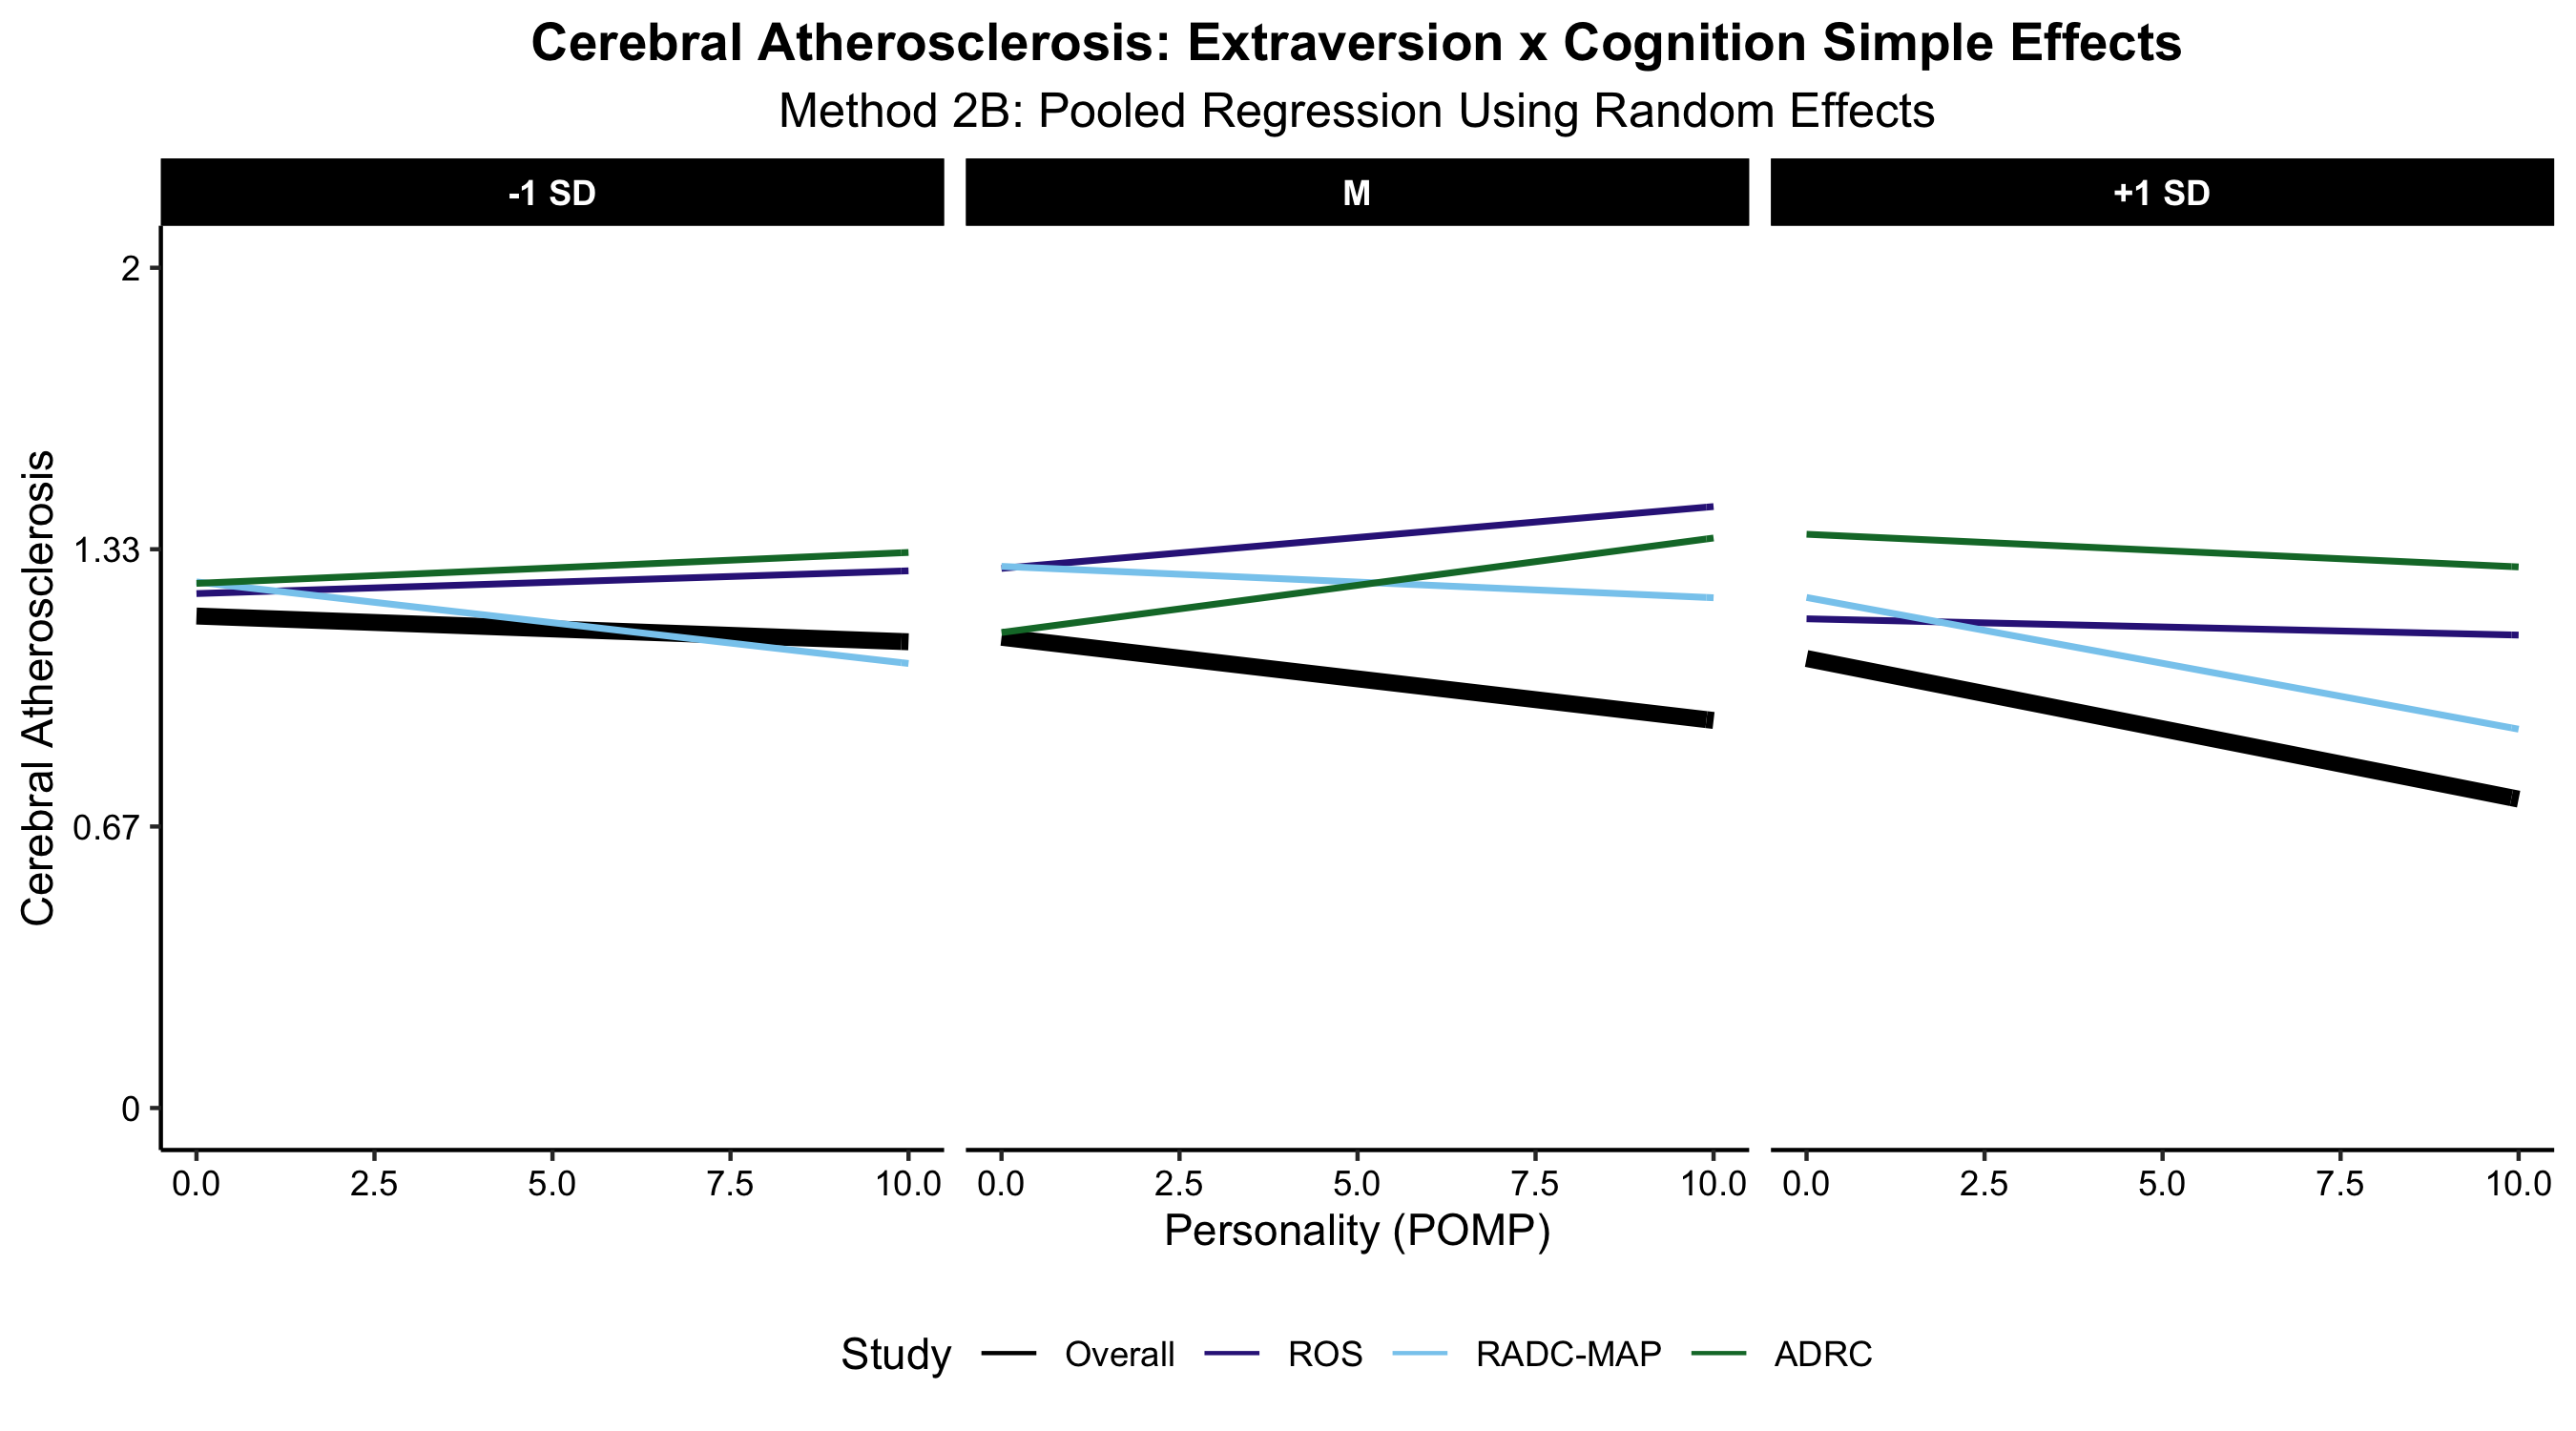 Cerebral Atherosclerosis: Extraversion x Cognition Simple Effects
Method 2B: Pooled Regression Using Random Effects
-1 SD
M
+1 SD
Cerebral Atherosclerosis
2
1.33
0.67
0
0.0 2.5 5.0 7.5 10.0
0.0 2.5 5.0 7.5 10.0
0.0 2.5 5.0 7.5 10.0
Personality (POMP)
Study Overall ROS RADC-MAP ADRC